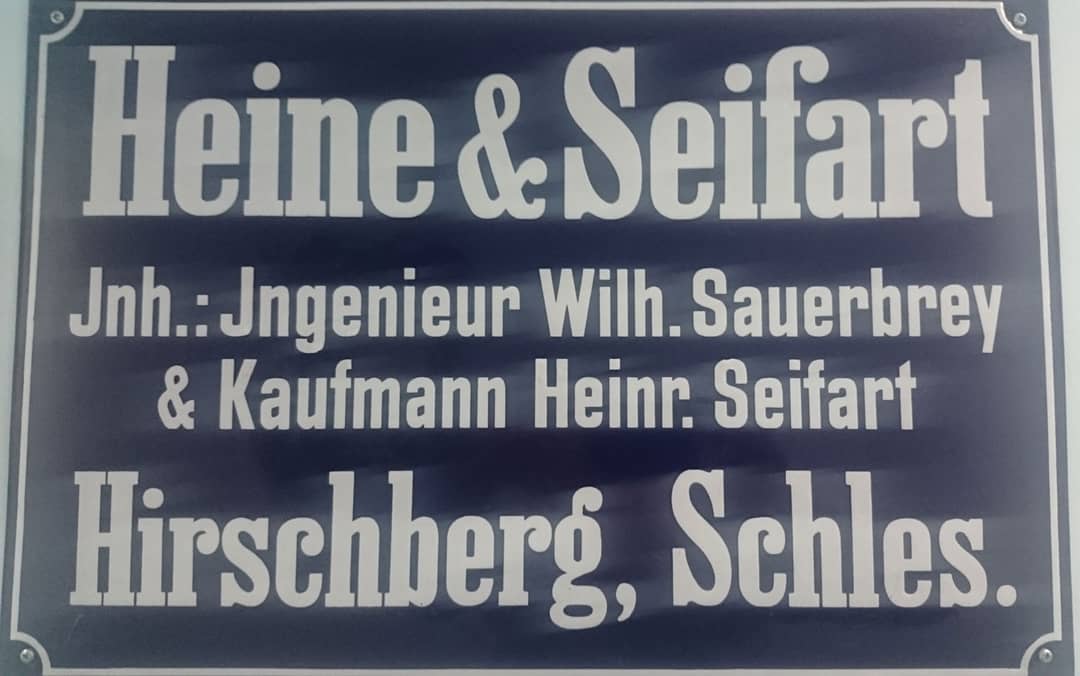 Heine & Seifart
Jnh.: Jngenieur Wilh. Sauerbrey
& Kaufmann Heinr. Seifart
Hirschberg, Schles.